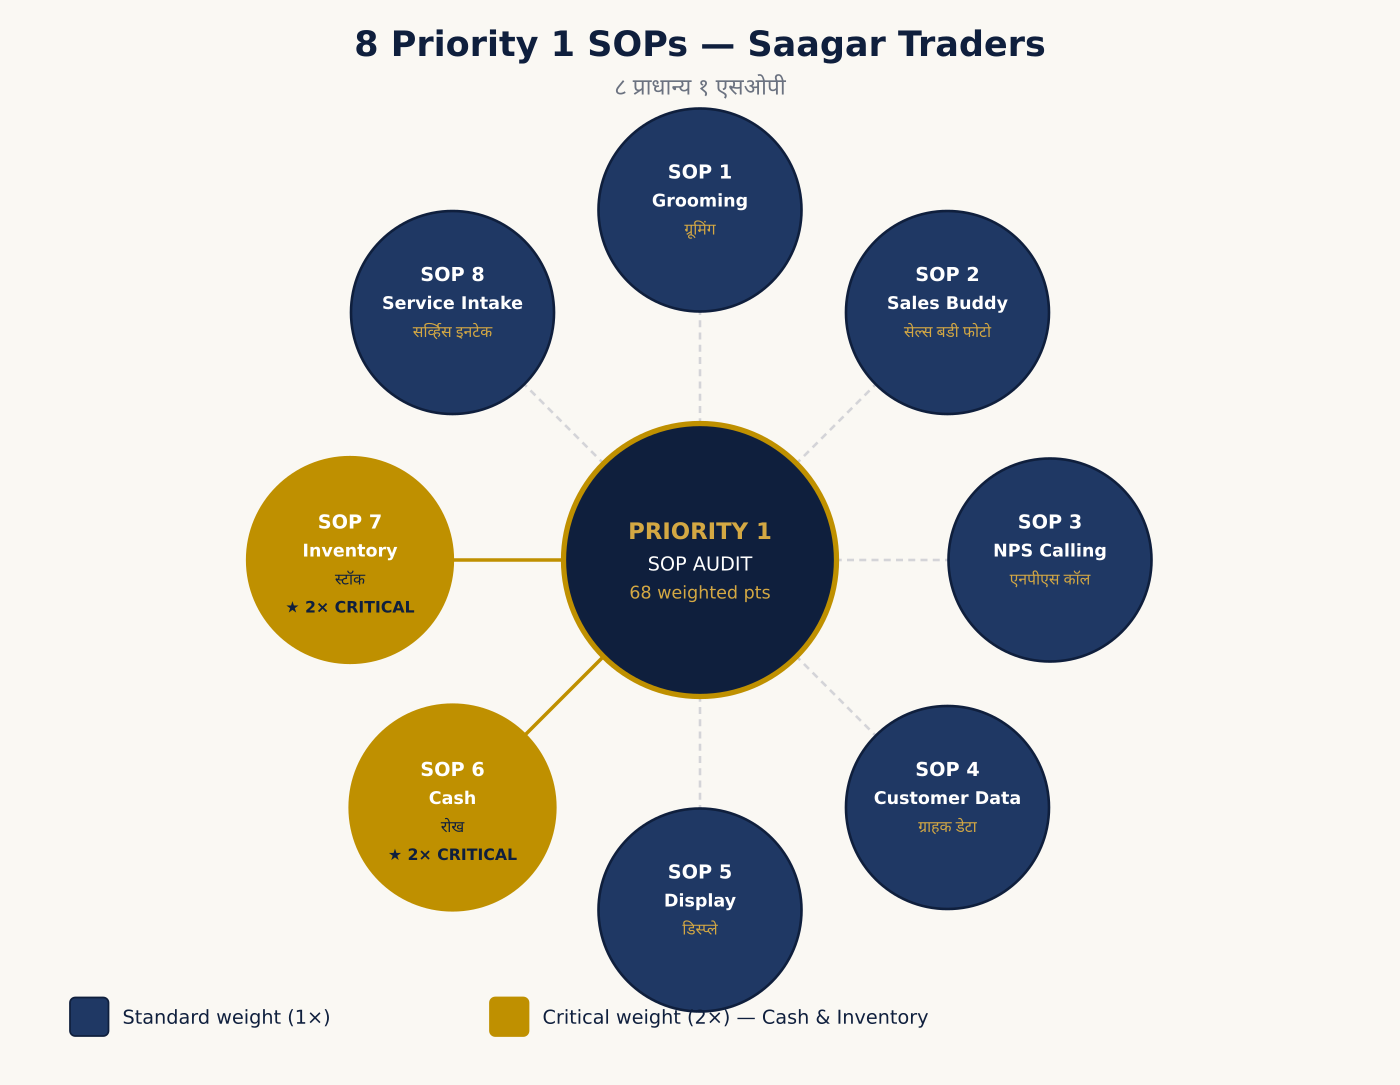 8 Priority 1 SOPs — Saagar Traders
८ प्राधान्य १ एसओपी
SOP 1
Grooming
ग्रूमिंग
SOP 2
Sales Buddy
सेल्स बडी फोटो
SOP 3
NPS Calling
एनपीएस कॉल
SOP 4
Customer Data
ग्राहक डेटा
SOP 5
Display
डिस्प्ले
SOP 6
Cash
रोख
★ 2× CRITICAL
SOP 7
Inventory
स्टॉक
★ 2× CRITICAL
SOP 8
Service Intake
सर्व्हिस इनटेक
PRIORITY 1
SOP AUDIT
68 weighted pts
Standard weight (1×)
Critical weight (2×) — Cash & Inventory